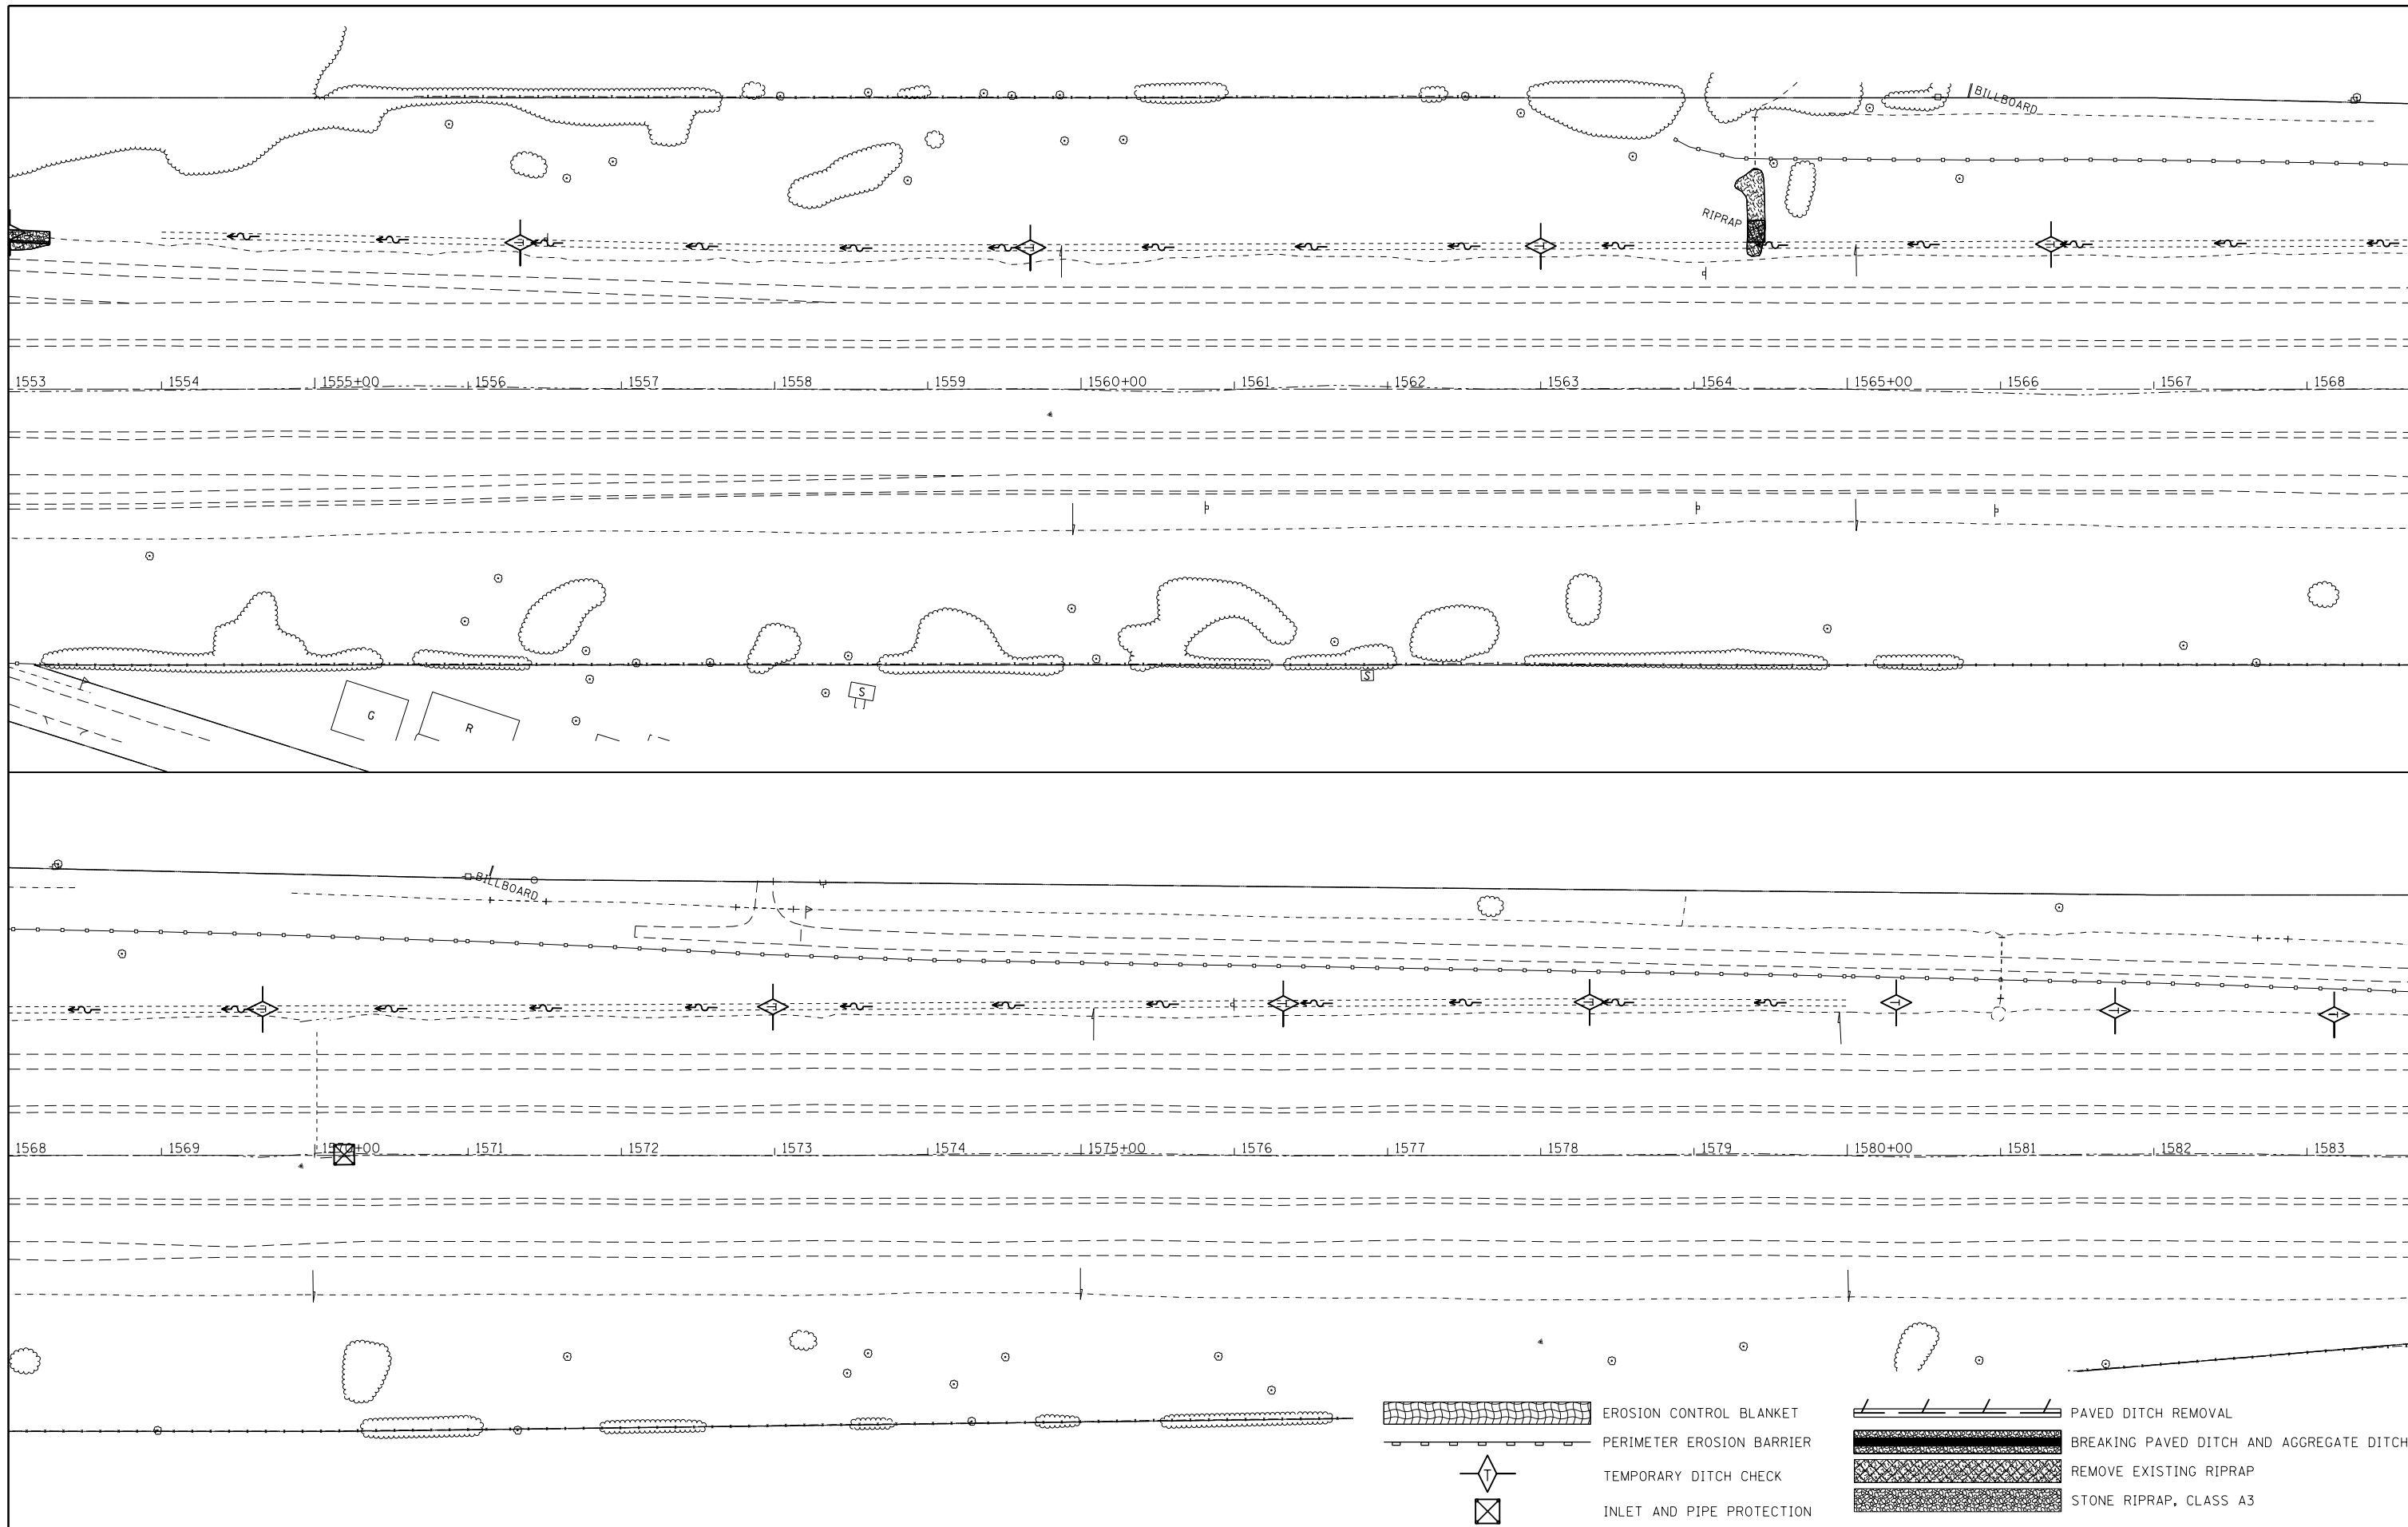 BILLBOARD
RIPRAP
1553 1554 1555+00 1556 1557 1558 1559 1560+00 1561 1562 1563 1564 1565+00 1566 1567 1568
T T T T
S S
G R
BILLBOARD
T T T T T T T
1568 1569 1570+00 1571 1572 1573 1574 1575+00 1576 1577 1578 1579 1580+00 1581 1582 1583
EROSION CONTROL BLANKET
PERIMETER EROSION BARRIER
T TEMPORARY DITCH CHECK
INLET AND PIPE PROTECTION
PAVED DITCH REMOVAL
BREAKING PAVED DITCH AND AGGREGATE DITCH
REMOVE EXISTING RIPRAP
STONE RIPRAP, CLASS A3